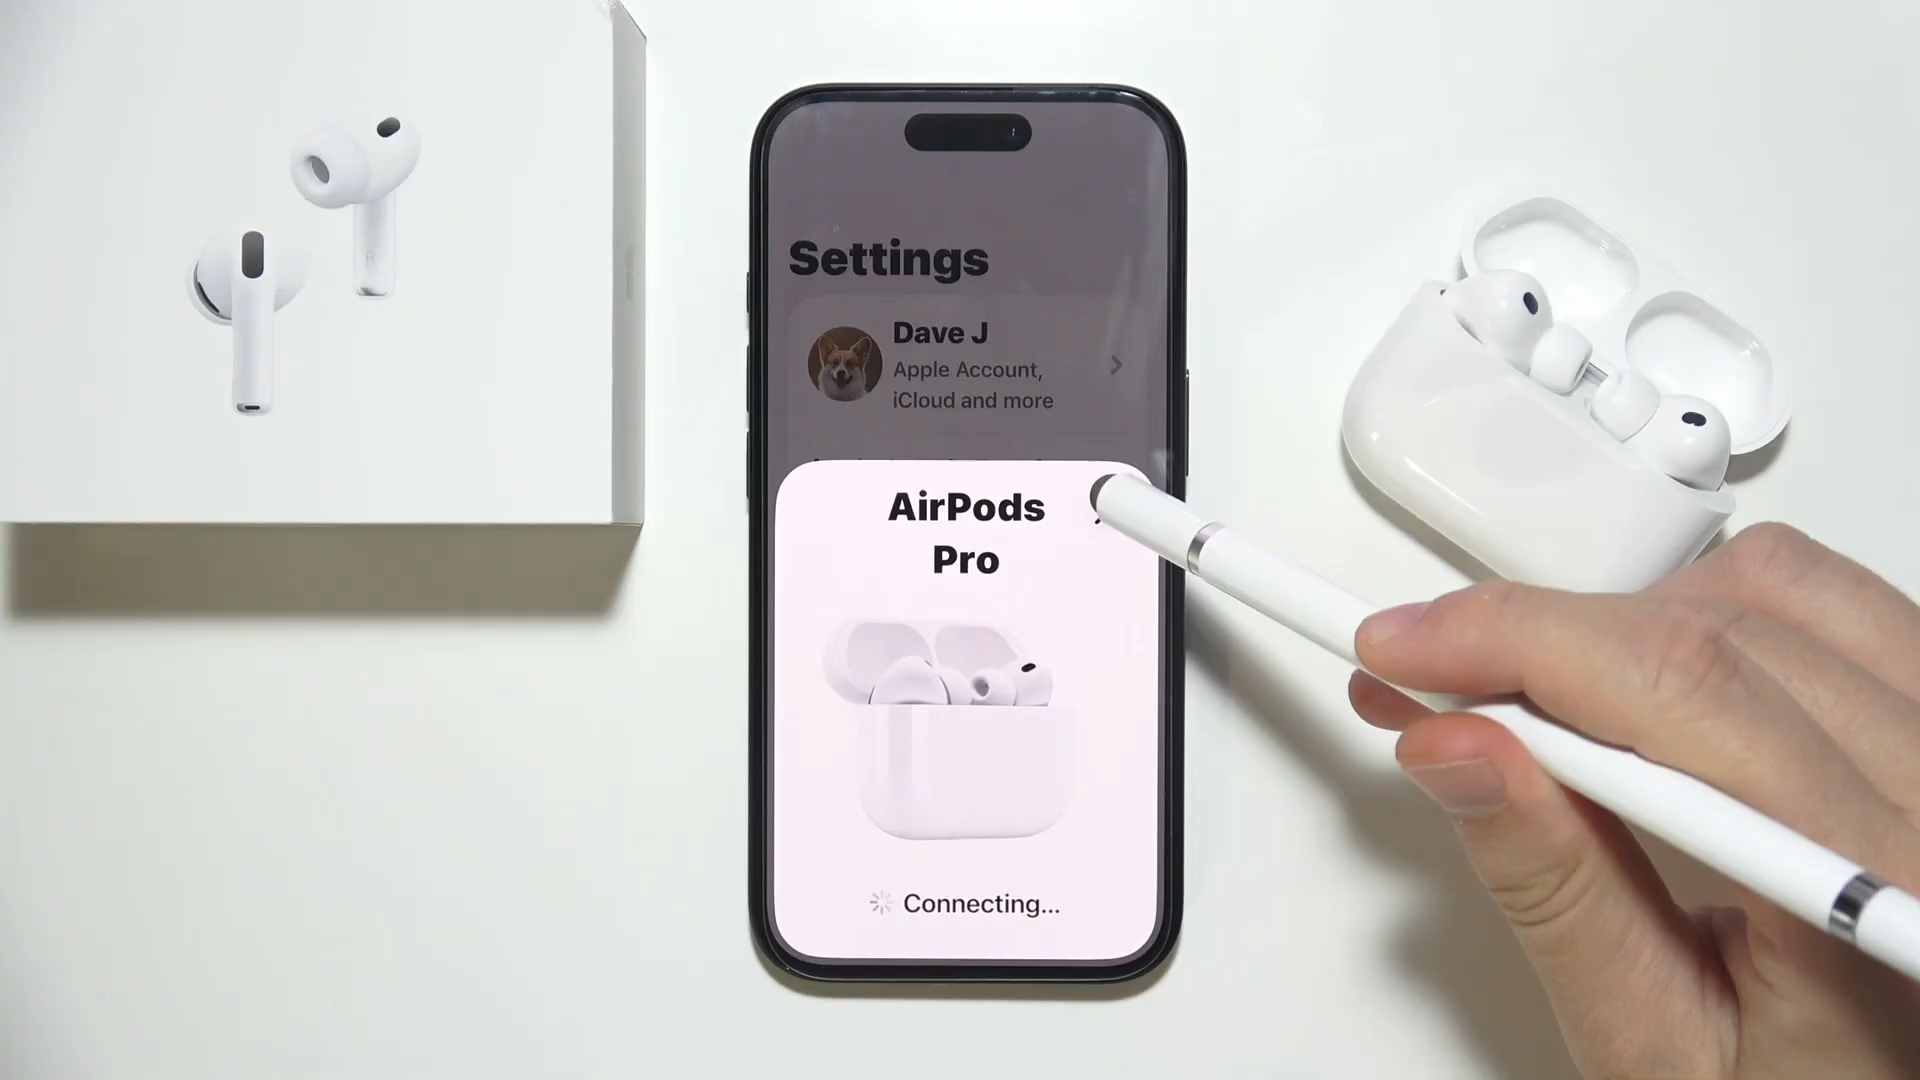 R
Settings
Dave J
Apple Account,
iCloud and more
AirPods
Pro
Connecting...